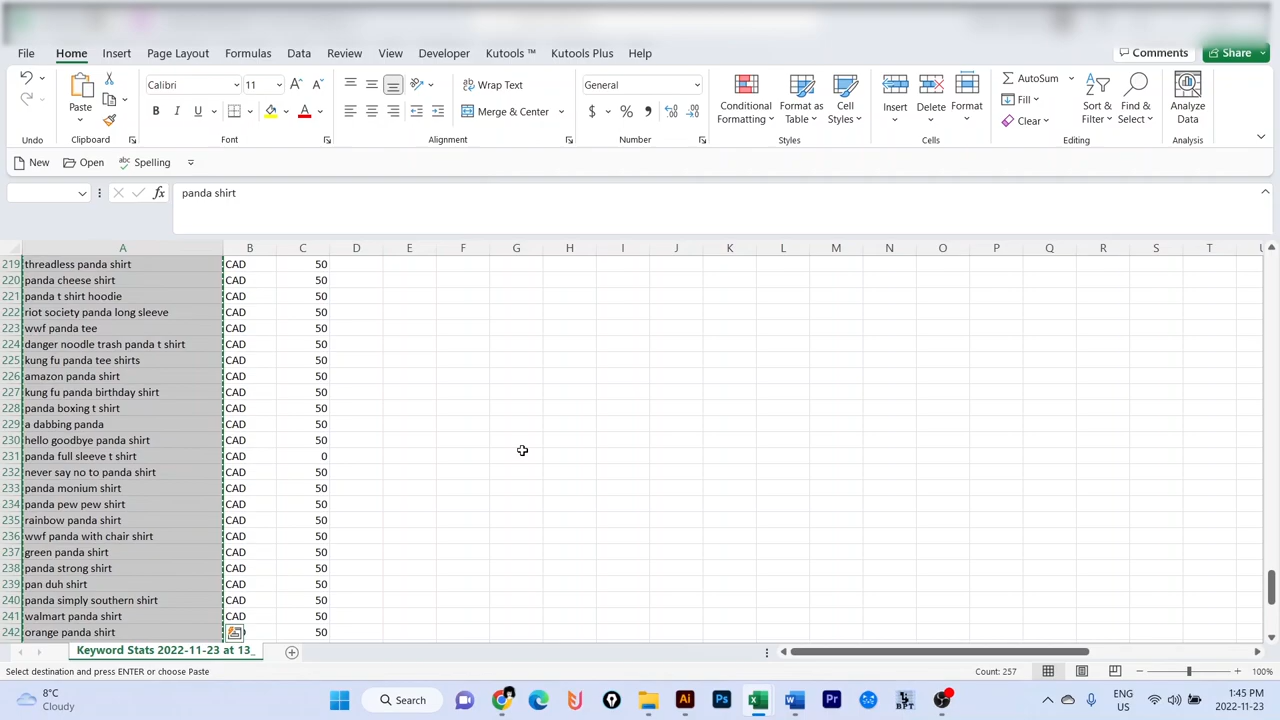 File Home Insert Page Layout Formulas Data Review View Developer Kutools ™ Kutools Plus Help Comments Share
Calibri 11 Wrap Text General AutoSum
Paste Conditional Formatting Format as Table Cell Styles Insert Delete Format Fill Sort & Filter Find & Select Analyze Data
B I U Merge & Center $ % Clear
Undo Clipboard Font Alignment Number Styles Cells Editing Analysis
New Open abc Spelling
fx panda shirt
A B C D E F G H I J K L M N O P Q R S T U
219 threadless panda shirt CAD 50
220 panda cheese shirt CAD 50
221 panda t shirt hoodie CAD 50
222 riot society panda long sleeve CAD 50
223 wwf panda tee CAD 50
224 danger noodle trash panda t shirt CAD 50
225 kung fu panda tee shirts CAD 50
226 amazon panda shirt CAD 50
227 kung fu panda birthday shirt CAD 50
228 panda boxing t shirt CAD 50
229 a dabbing panda CAD 50
230 hello goodbye panda shirt CAD 50
231 panda full sleeve t shirt CAD 0
232 never say no to panda shirt CAD 50
233 panda monium shirt CAD 50
234 panda pew pew shirt CAD 50
235 rainbow panda shirt CAD 50
236 wwf panda with chair shirt CAD 50
237 green panda shirt CAD 50
238 panda strong shirt CAD 50
239 pan duh shirt CAD 50
240 panda simply southern shirt CAD 50
241 walmart panda shirt CAD 50
242 orange panda shirt 50
Keyword Stats 2022-11-23 at 13_
Select destination and press ENTER or choose Paste Count: 257 100%
8°C
Cloudy
Search
Ai Ps Pr BPT
ENG
US
1:45 PM
2022-11-23